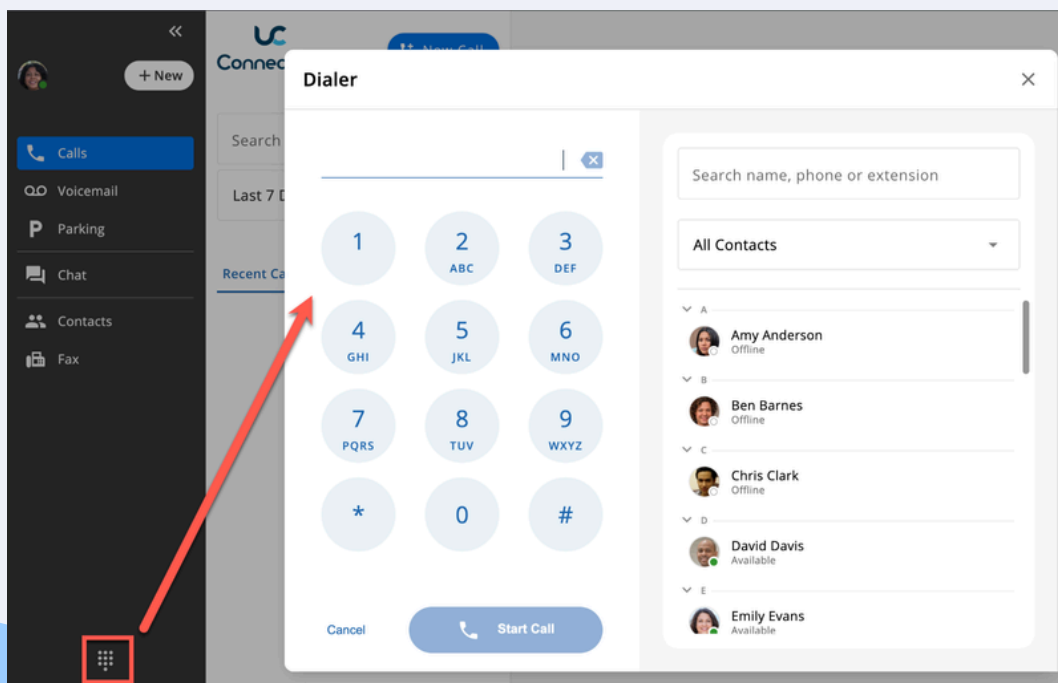 + New
Calls
Voicemail
P Parking
Chat
Contacts
Fax
UC
Connec
New Call
Search
Last 7 D
Recent Ca
Dialer
1
2
ABC
3
DEF
4
GHI
5
JKL
6
MNO
7
PQRS
8
TUV
9
WXYZ
*
0
#
Cancel
Start Call
Search name, phone or extension
All Contacts
A
Amy Anderson
Offline
B
Ben Barnes
Offline
C
Chris Clark
Offline
D
David Davis
Available
E
Emily Evans
Available